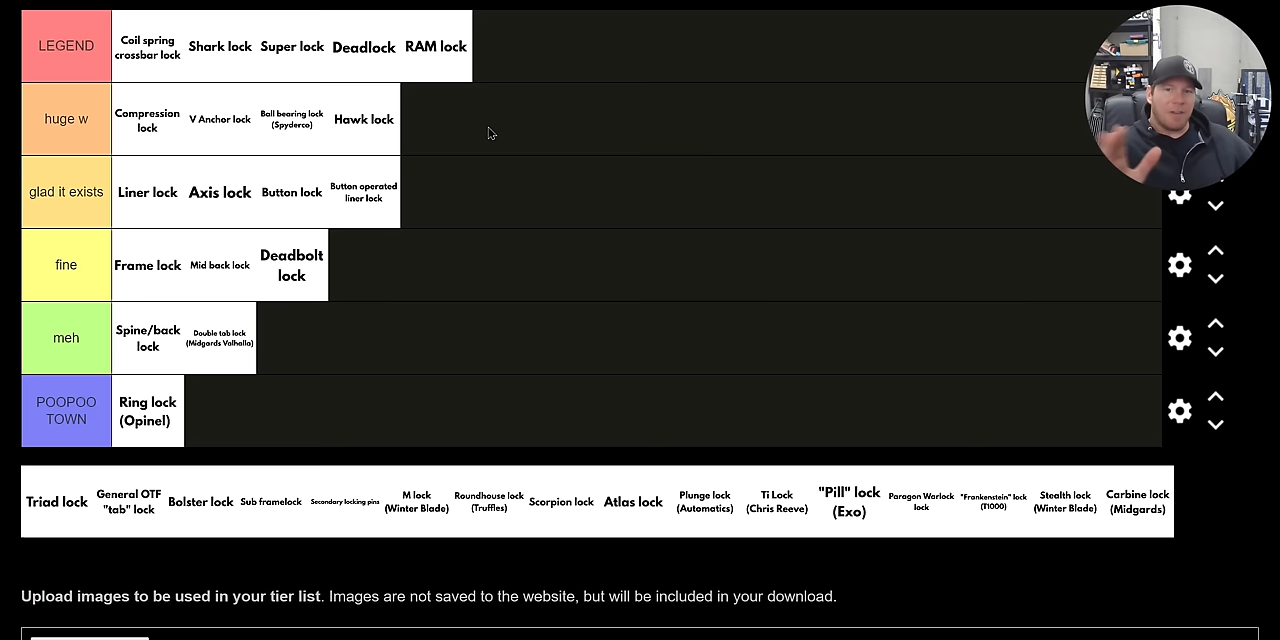 LEGEND
Coil spring
crossbar lock
Shark lock
Super lock
Deadlock
RAM lock
huge w
Compression
lock
V Anchor lock
Ball bearing lock
(Spyderco)
Hawk lock
glad it exists
Liner lock
Axis lock
Button lock
Button operated
liner lock
fine
Frame lock
Mid back lock
Deadbolt
lock
meh
Spine/back
lock
Double tab lock
(Midgards Valhalla)
POOPOO
TOWN
Ring lock
(Opinel)
Triad lock
General OTF
"tab" lock
Bolster lock
Sub framelock
Secondary locking pins
M lock
(Winter Blade)
Roundhouse lock
(Truffles)
Scorpion lock
Atlas lock
Plunge lock
(Automatics)
Ti Lock
(Chris Reeve)
"Pill" lock
(Exo)
Paragon Warlock
lock
"Frankenstein" lock
(T1000)
Stealth lock
(Winter Blade)
Carbine lock
(Midgards)
Upload images to be used in your tier list. Images are not saved to the website, but will be included in your download.